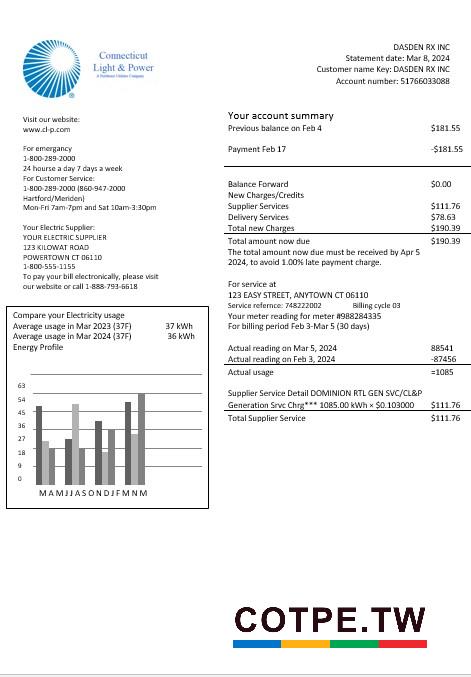 Connecticut
Light & Power
A Northeast Utilities Company
®
DASDEN RX INC
Statement date: Mar 8, 2024
Customer name Key: DASDEN RX INC
Account number: 51766033088
Visit our website:
www.cl-p.com
For emergancy
1-800-289-2000
24 hourse a day 7 days a week
For Customer Service:
1-800-289-2000 (860-947-2000
Hartford/Meriden)
Mon-Fri 7am-7pm and Sat 10am-3:30pm
Your Electric Supplier:
YOUR ELECTRIC SUPPLIER
123 KILOWAT ROAD
POWERTOWN CT 06110
1-800-555-1155
To pay your bill electronically, please visit
our website or call 1-888-793-6618
Compare your Electricity usage
Average usage in Mar 2023 (37F) 37 kWh
Average usage in Mar 2024 (37F) 36 kWh
Energy Profile
63
54
45
36
27
18
9
0
M A M J J A S O N D J F M N M
Your account summary
Previous balance on Feb 4 $181.55
Payment Feb 17 -$181.55
Balance Forward $0.00
New Charges/Credits
Supplier Services $111.76
Delivery Services $78.63
Total new Charges $190.39
Total amount now due $190.39
The total amount now due must be received by Apr 5
2024, to avoid 1.00% late payment charge.
For service at
123 EASY STREET, ANYTOWN CT 06110
Service refernce: 748222002 Billing cycle 03
Your meter reading for meter #988284335
For billing period Feb 3-Mar 5 (30 days)
Actual reading on Mar 5, 2024 88541
Actual reading on Feb 3, 2024 -87456
Actual usage =1085
Supplier Service Detail DOMINION RTL GEN SVC/CL&P
Generation Srvc Chrg*** 1085.00 kWh × $0.103000 $111.76
Total Supplier Service $111.76
COTPE.TW